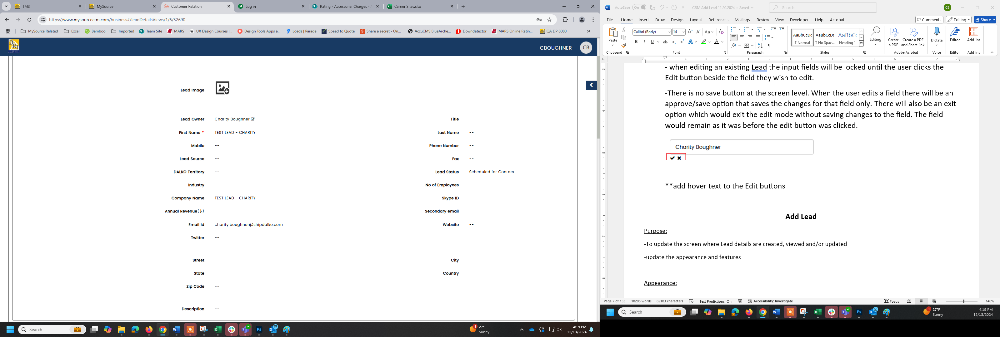 TMS
MySource
Customer Relation
Log in
Rating - Accessorial Charges -
Carrier Sites.xlsx
https://www.mysourcecrm.com/business#/leadDetailsViews/1/6/52690
MySource Related
Excel
Bamboo
Imported
Team Site
MARS
UX Design Courses |...
Design Tools Apps a...
Loads | Parade
Speed to Quote
Share a secret - On...
AccuCMS BlueArche...
Downdetector
MARS Online Ratin...
QA DP 8080
CBOUGHNER CB
Lead Image
Lead Owner Charity Boughner Title --
First Name * TEST LEAD - CHARITY Last Name --
Mobile -- Phone Number --
Lead Source -- Fax --
DALKO Territory -- Lead Status Scheduled for Contact
Industry -- No of Employees --
Company Name TEST LEAD - CHARITY Skype ID --
Annual Revenue($) -- Secondary email --
Email Id charity.boughner@shipdalko.com Website --
Twitter --
Street -- City --
State -- Country --
Zip Code --
Description --
Search
27°F
Sunny
4:19 PM
12/13/2024
AutoSave On CRM Add Lead 11.20.2024 • Saved Search CB
File Home Insert Draw Design Layout References Mailings Review View Developer Help Acrobat Comments Editing Share
Paste
Clipboard
Calibri (Body) 14
Font
Paragraph
AaBbCcDc AaBbCcDc AaBbCc
¶ Normal ¶ No Spac... Heading 1
Styles
Editing
Create a PDF
Create a PDF and Share link
Adobe Acrobat
Dictate
Voice
Editor
Editor
Add-ins
Add-ins
- when editing an existing Lead the input fields will be locked until the user clicks the
Edit button beside the field they wish to edit.
-There is no save button at the screen level. When the user edits a field there will be an
approve/save option that saves the changes for that field only. There will also be an exit
option which would exit the edit mode without saving changes to the field. The field
would remain as it was before the edit button was clicked.
Charity Boughner
**add hover text to the Edit buttons
Add Lead
Purpose:
-To update the screen where Lead details are created, viewed and/or updated
-update the appearance and features
Appearance:
Page 7 of 133 10295 words 62103 characters Text Predictions: On Accessibility: Investigate Focus 140%
Search
27°F
Sunny
4:19 PM
12/13/2024